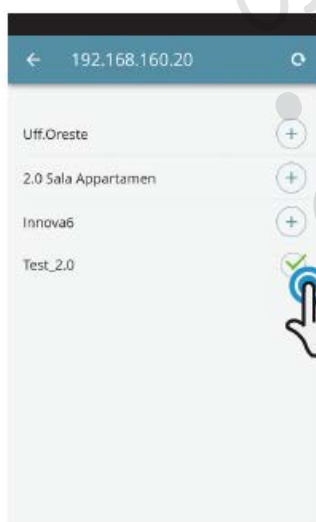 192.168.160.20
Uff.Oreste
2.0 Sala Appartamen
Innova6
Test_2.0